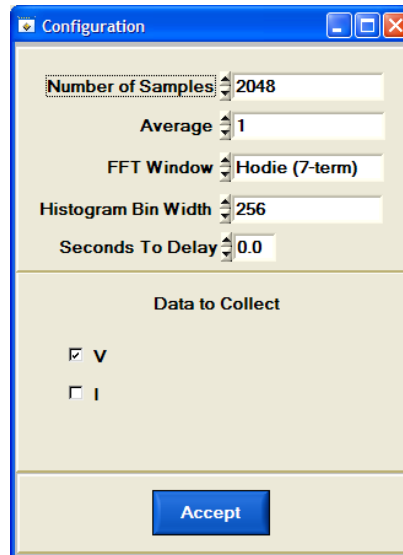 Configuration
Number of Samples 2048
Average 1
FFT Window Hodie (7-term)
Histogram Bin Width 256
Seconds To Delay 0.0
Data to Collect
V
I
Accept